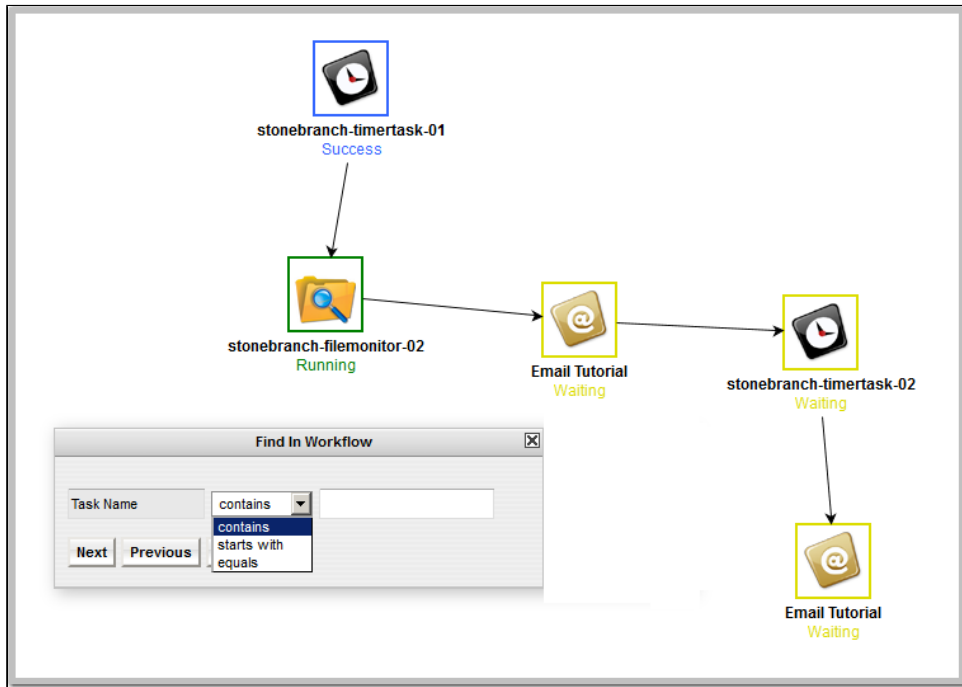 stonebranch-timertask-01
Success
stonebranch-filemonitor-02
Running
Email Tutorial
Waiting
stonebranch-timertask-02
Waiting
Find In Workflow
Task Name
contains
contains
starts with
equals
Next
Previous
Email Tutorial
Waiting